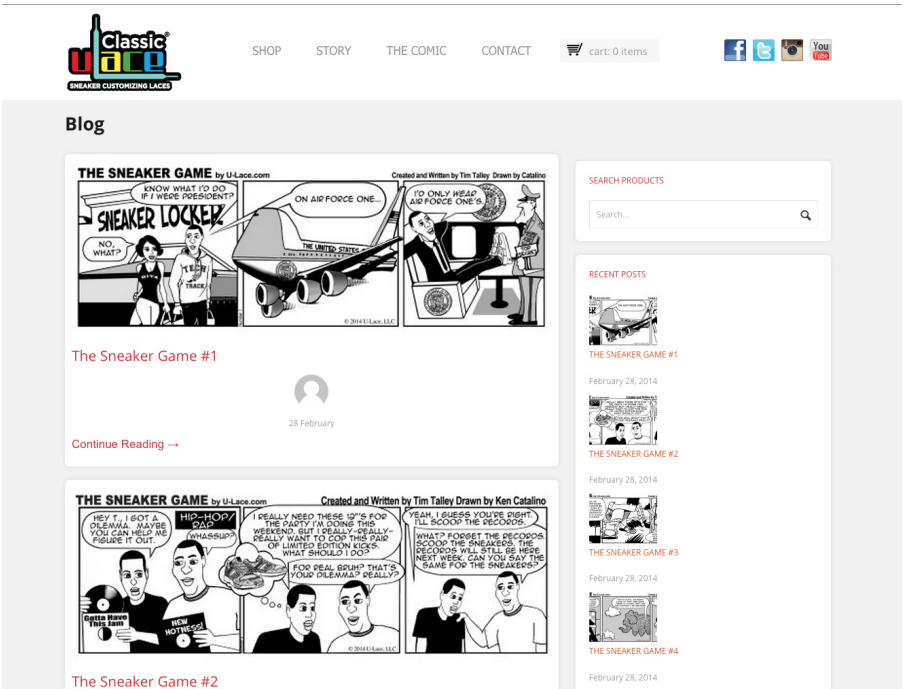 Classic
U LACE
SNEAKER CUSTOMIZING LACES
SHOP
STORY
THE COMIC
CONTACT
cart: 0 items
You
Tube
Blog
THE SNEAKER GAME by U-Lace.com
Created and Written by Tim Talley Drawn by Catalino
KNOW WHAT I'D DO
IF I WERE PRESIDENT?
SNEAKER LOCKER
NO,
WHAT?
DIVA
TECH
TRACK
ON AIR FORCE ONE...
THE UNITED STATES
I'D ONLY WEAR
AIR FORCE ONE'S.
© 2014 U-Lace, LLC
The Sneaker Game #1
28 February
Continue Reading →
THE SNEAKER GAME by U-Lace.com
Created and Written by Tim Talley Drawn by Ken Catalino
HEY T., I GOT A
DILEMMA. MAYBE
YOU CAN HELP ME
FIGURE IT OUT.
HIP-HOP/
RAP
WHASSUP?
Gotta Have
This Jam
NEW
HOTNESS!
I REALLY NEED THESE 12"'S FOR
THE PARTY I'M DOING THIS
WEEKEND. BUT I REALLY-REALLY-
REALLY WANT TO COP THIS PAIR
OF LIMITED EDITION KICKS.
WHAT SHOULD I DO?
FOR REAL BRUH? THAT'S
YOUR DILEMMA? REALLY?
YEAH, I GUESS YOU'RE RIGHT.
I'LL SCOOP THE RECORDS.
WHAT? FORGET THE RECORDS.
SCOOP THE SNEAKERS. THE
RECORDS WILL STILL BE HERE
NEXT WEEK. CAN YOU SAY THE
SAME FOR THE SNEAKERS?
© 2014 U-Lace, LLC
The Sneaker Game #2
SEARCH PRODUCTS
Search...
RECENT POSTS
THE SNEAKER GAME #1
February 28, 2014
THE SNEAKER GAME #2
February 28, 2014
THE SNEAKER GAME #3
February 28, 2014
THE SNEAKER GAME #4
February 28, 2014